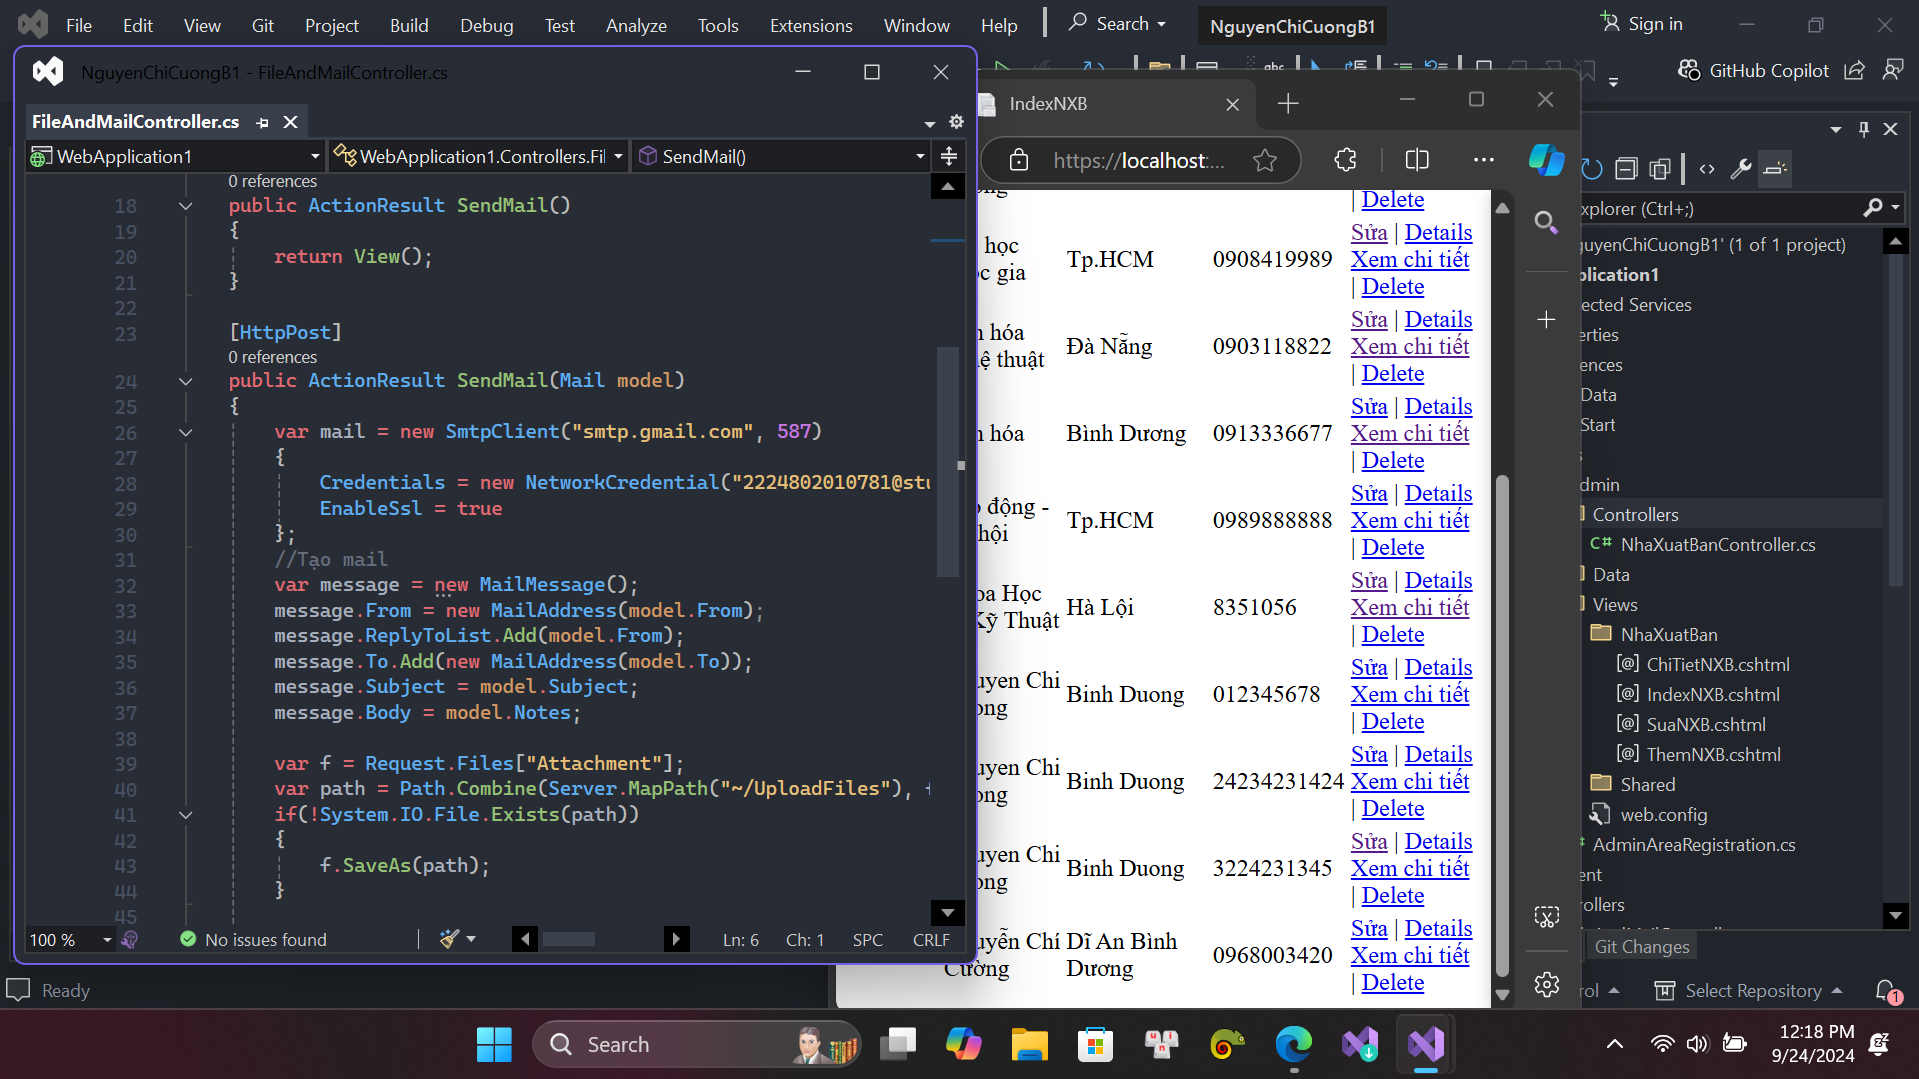 File Edit View Git Project Build Debug Test Analyze Tools Extensions Window Help Search NguyenChiCuongB1 Sign in
GitHub Copilot
NguyenChiCuongB1 - FileAndMailController.cs
FileAndMailController.cs
WebApplication1 WebApplication1.Controllers.Fil SendMail()
0 references
18 public ActionResult SendMail()
19 {
20 return View();
21 }
22
23 [HttpPost]
0 references
24 public ActionResult SendMail(Mail model)
25 {
26 var mail = new SmtpClient("smtp.gmail.com", 587)
27 {
28 Credentials = new NetworkCredential("2224802010781@stu
29 EnableSsl = true
30 };
31 //Tạo mail
32 var message = new MailMessage();
33 message.From = new MailAddress(model.From);
34 message.ReplyToList.Add(model.From);
35 message.To.Add(new MailAddress(model.To));
36 message.Subject = model.Subject;
37 message.Body = model.Notes;
38
39 var f = Request.Files["Attachment"];
40 var path = Path.Combine(Server.MapPath("~/UploadFiles"),
41 if(!System.IO.File.Exists(path))
42 {
43 f.SaveAs(path);
44 }
45
100 % No issues found Ln: 6 Ch: 1 SPC CRLF
Ready
IndexNXB
https://localhost:...
ong
| Delete
học
ọc gia
Tp.HCM 0908419989 Sửa | Details
Xem chi tiết
| Delete
n hóa
hệ thuật
Đà Nẵng 0903118822 Sửa | Details
Xem chi tiết
| Delete
n hóa Bình Dương 0913336677 Sửa | Details
Xem chi tiết
| Delete
o động -
hội
Tp.HCM 0989888888 Sửa | Details
Xem chi tiết
| Delete
oa Học
Kỹ Thuật
Hà Lội 8351056 Sửa | Details
Xem chi tiết
| Delete
uyen Chi
ong
Binh Duong 012345678 Sửa | Details
Xem chi tiết
| Delete
uyen Chi
ong
Binh Duong 24234231424 Sửa | Details
Xem chi tiết
| Delete
uyen Chi
ong
Binh Duong 3224231345 Sửa | Details
Xem chi tiết
| Delete
uyễn Chí
Cường
Dĩ An Bình
Dương
0968003420 Sửa | Details
Xem chi tiết
| Delete
xplorer (Ctrl+;)
guyenChiCuongB1' (1 of 1 project)
plication1
ected Services
erties
ences
Data
Start
s
dmin
Controllers
C# NhaXuatBanController.cs
Data
Views
NhaXuatBan
[@] ChiTietNXB.cshtml
[@] IndexNXB.cshtml
[@] SuaNXB.cshtml
[@] ThemNXB.cshtml
Shared
web.config
AdminAreaRegistration.cs
ent
rollers
Git Changes
rol Select Repository 1
Search
12:18 PM
9/24/2024